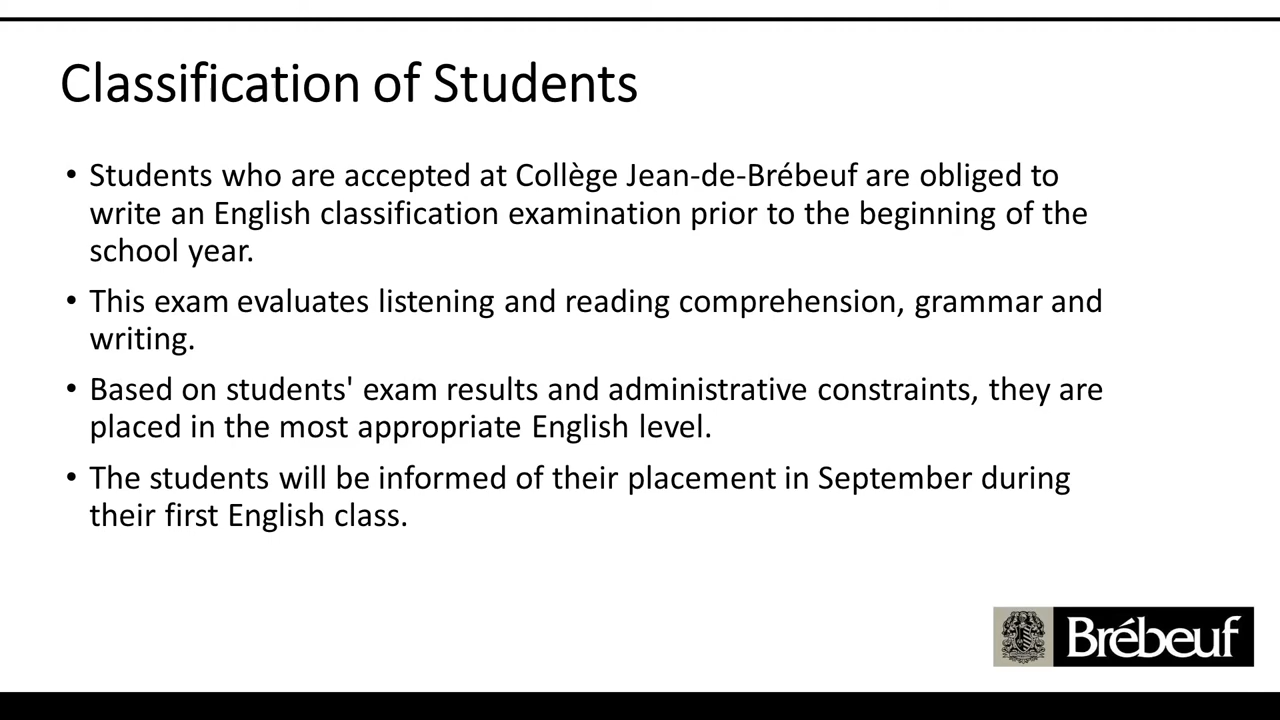 Classification of Students
• Students who are accepted at Collège Jean-de-Brébeuf are obliged to
write an English classification examination prior to the beginning of the
school year.
• This exam evaluates listening and reading comprehension, grammar and
writing.
• Based on students' exam results and administrative constraints, they are
placed in the most appropriate English level.
• The students will be informed of their placement in September during
their first English class.
Brébeuf